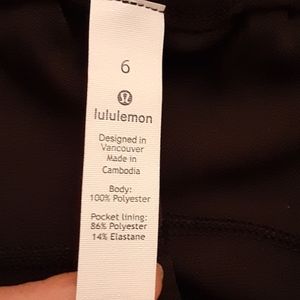 6
lululemon
Designed in
Vancouver
Made in
Cambodia
Body:
100% Polyester
Pocket lining:
86% Polyester
14% Elastane